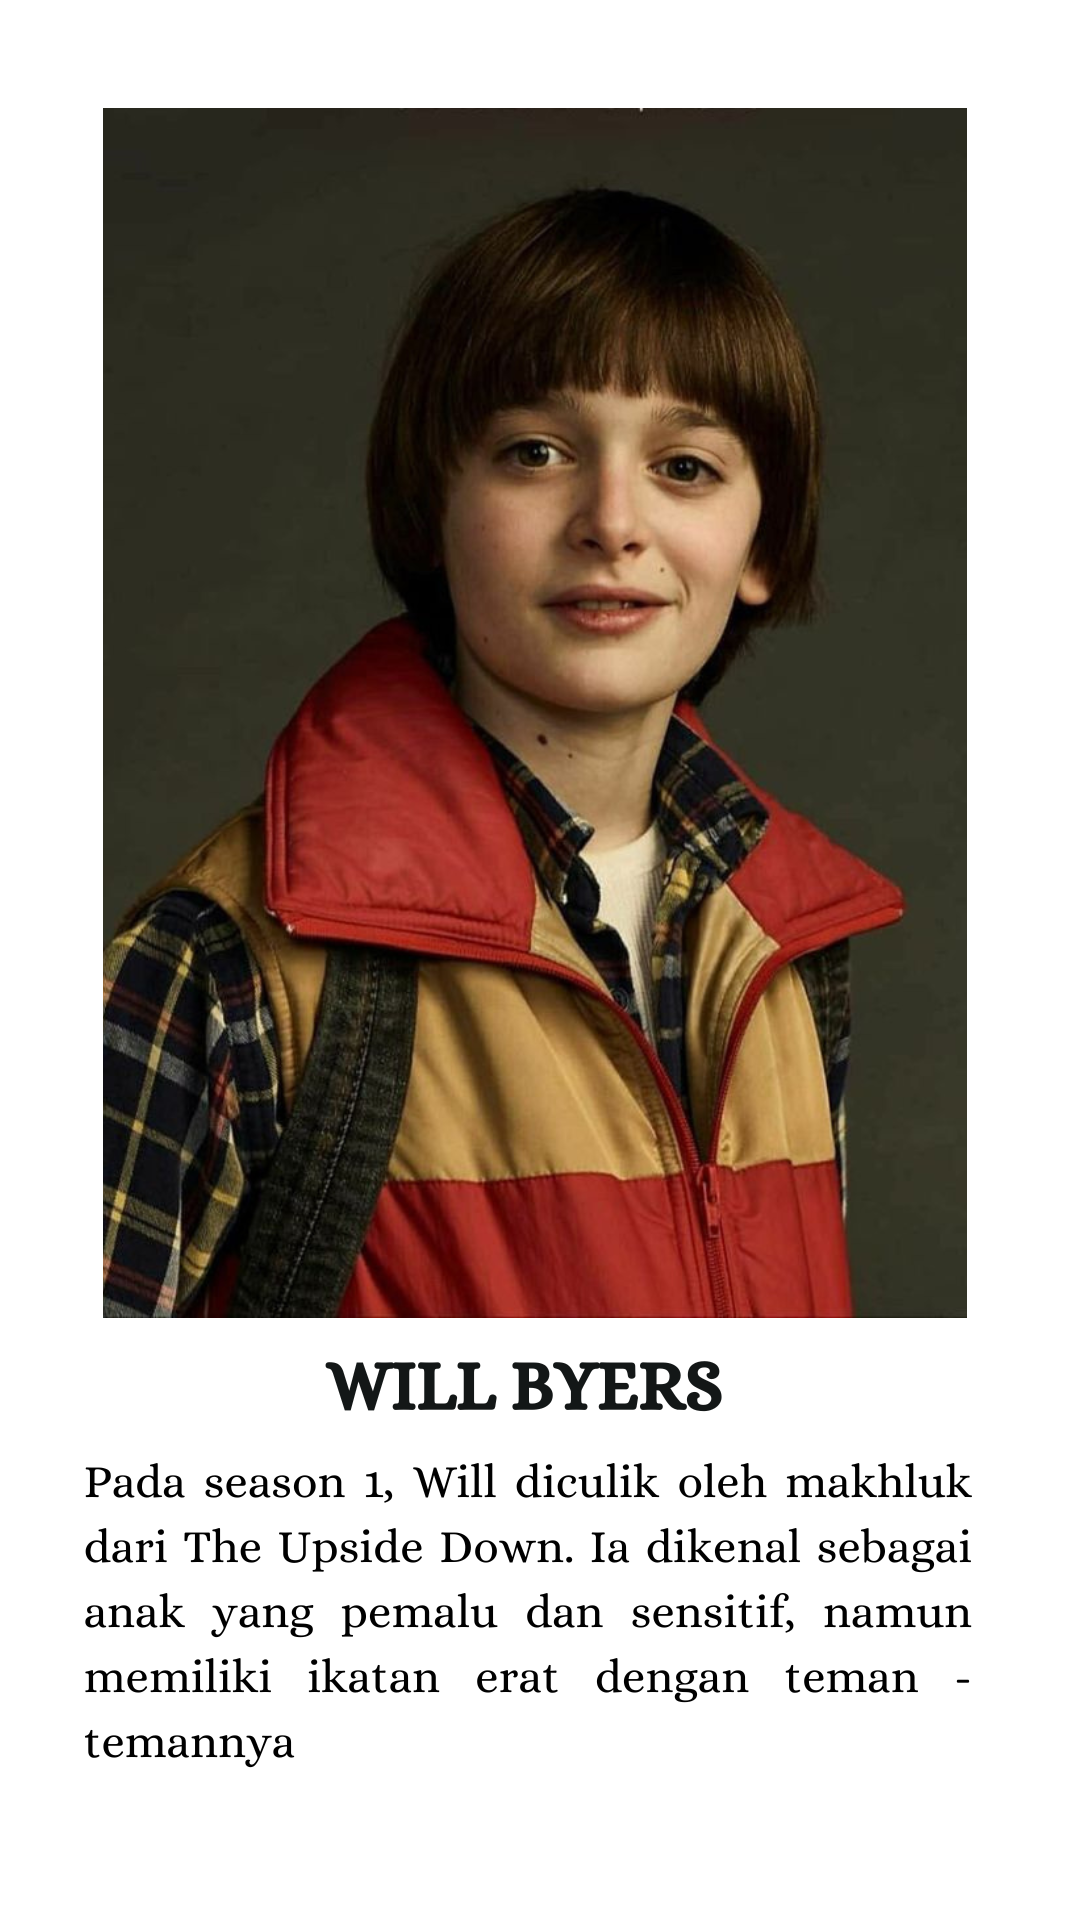 WILL BYERS
Pada season 1, Will diculik oleh makhluk
dari The Upside Down. Ia dikenal sebagai
anak yang pemalu dan sensitif, namun
memiliki ikatan erat dengan teman -
temannya